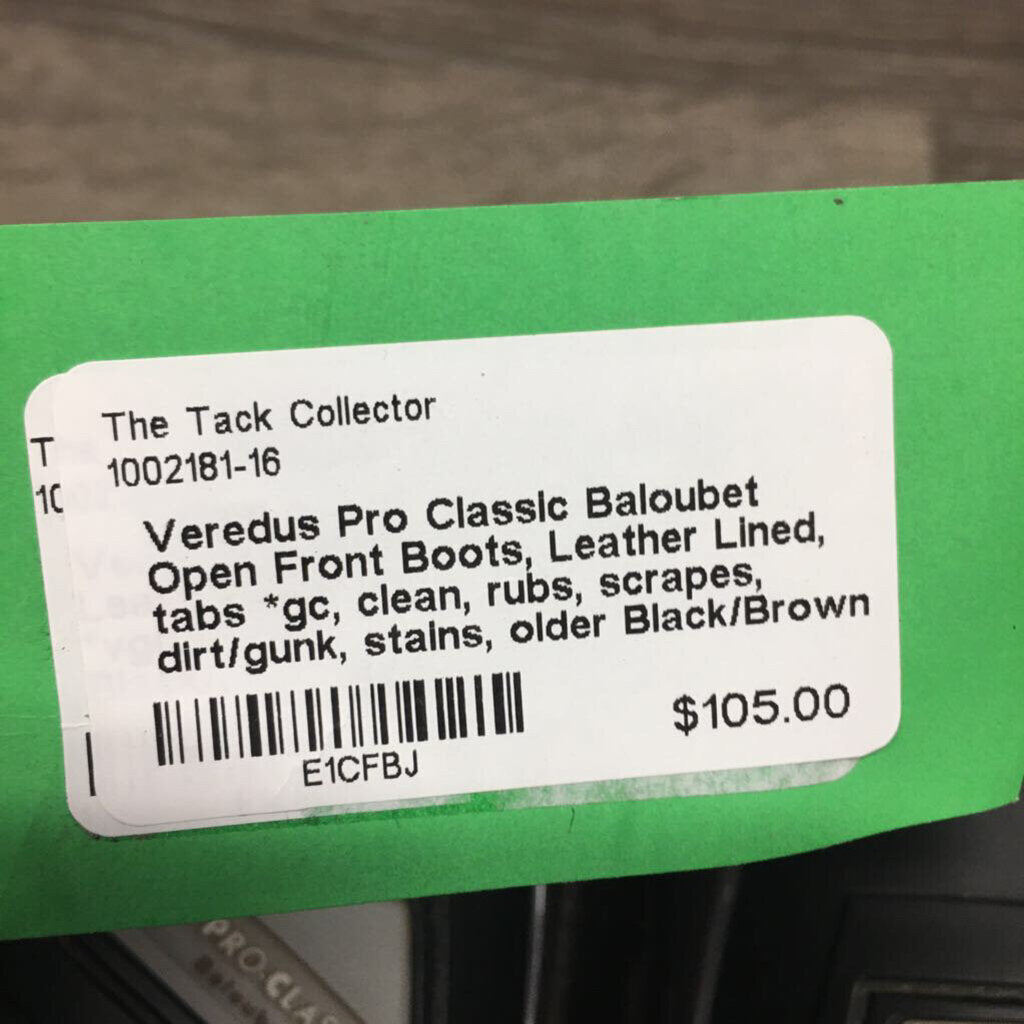 The Tack Collector
1002181-16
Veredus Pro Classic Baloubet
Open Front Boots, Leather Lined,
tabs *gc, clean, rubs, scrapes,
dirt/gunk, stains, older Black/Brown
$105.00
E1CFBJ
T
10
PRO-CLA